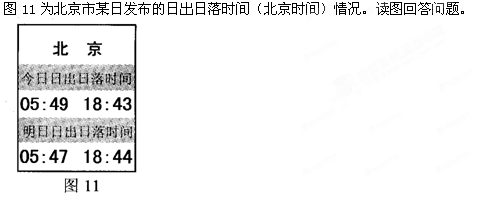 图 11 为北京市某日发布的日出日落时间（北京时间）情况。读图回答问题。
北 京
今日日出日落时间
05:49 18:43
明日日出日落时间
05:47 18:44
图 11